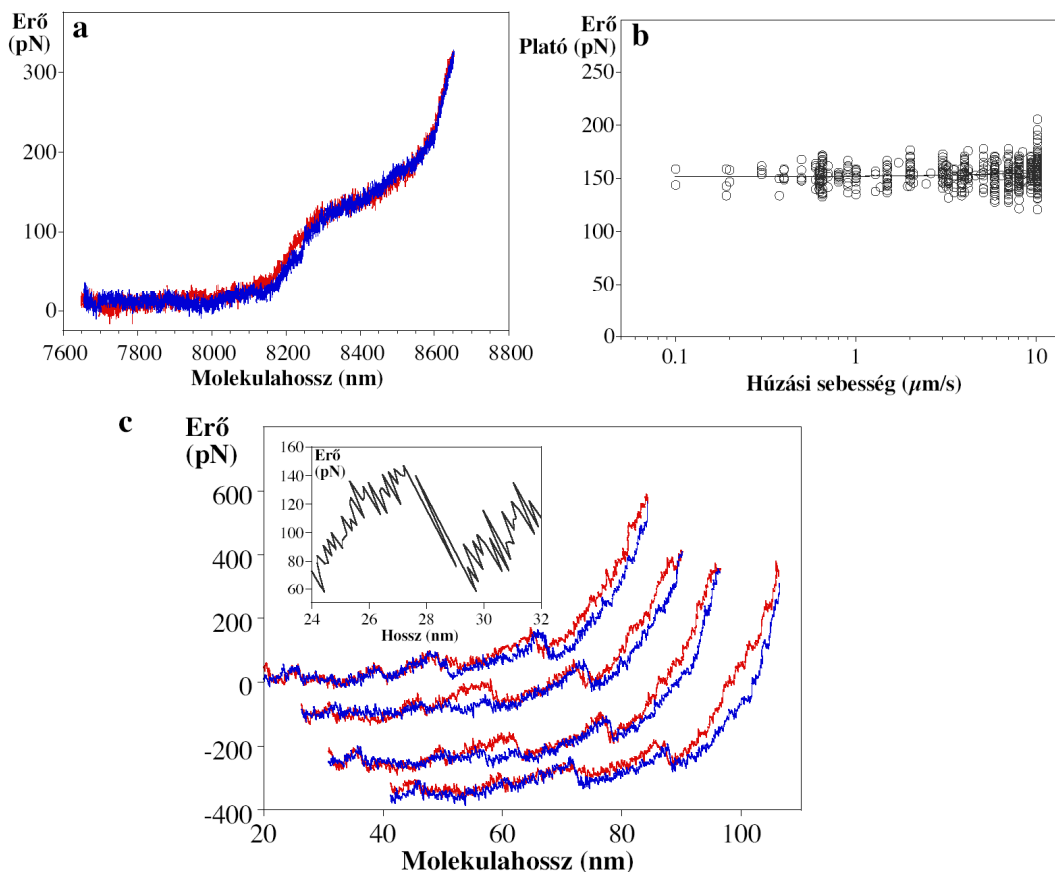 a
Erő
(pN)
300
200
100
0
7600 7800 8000 8200 8400 8600 8800
Molekulahossz (nm)
b
Erő
Plató (pN)
250
200
150
100
50
0
0.1 1 10
Húzási sebesség (µm/s)
c
Erő
(pN)
600
400
200
0
-200
-400
20 40 60 80 100
Molekulahossz (nm)
Erő
(pN)
160
140
120
100
80
60
24 26 28 30 32
Hossz (nm)